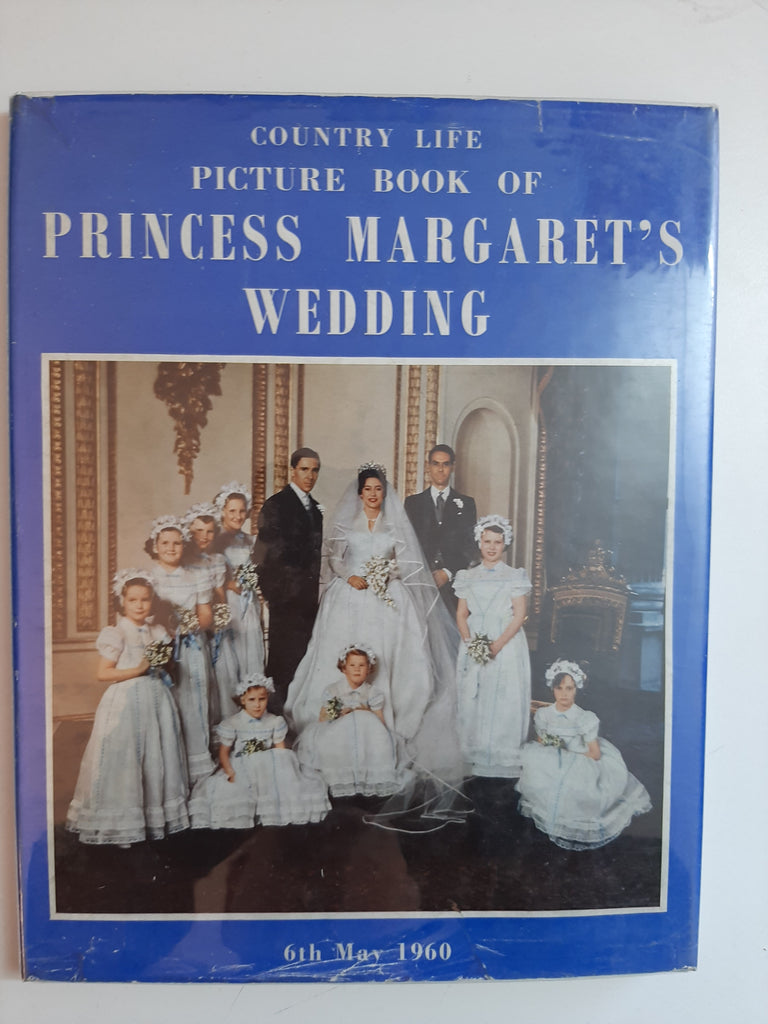 COUNTRY LIFE
PICTURE BOOK OF
PRINCESS MARGARET'S
WEDDING
6th May 1960